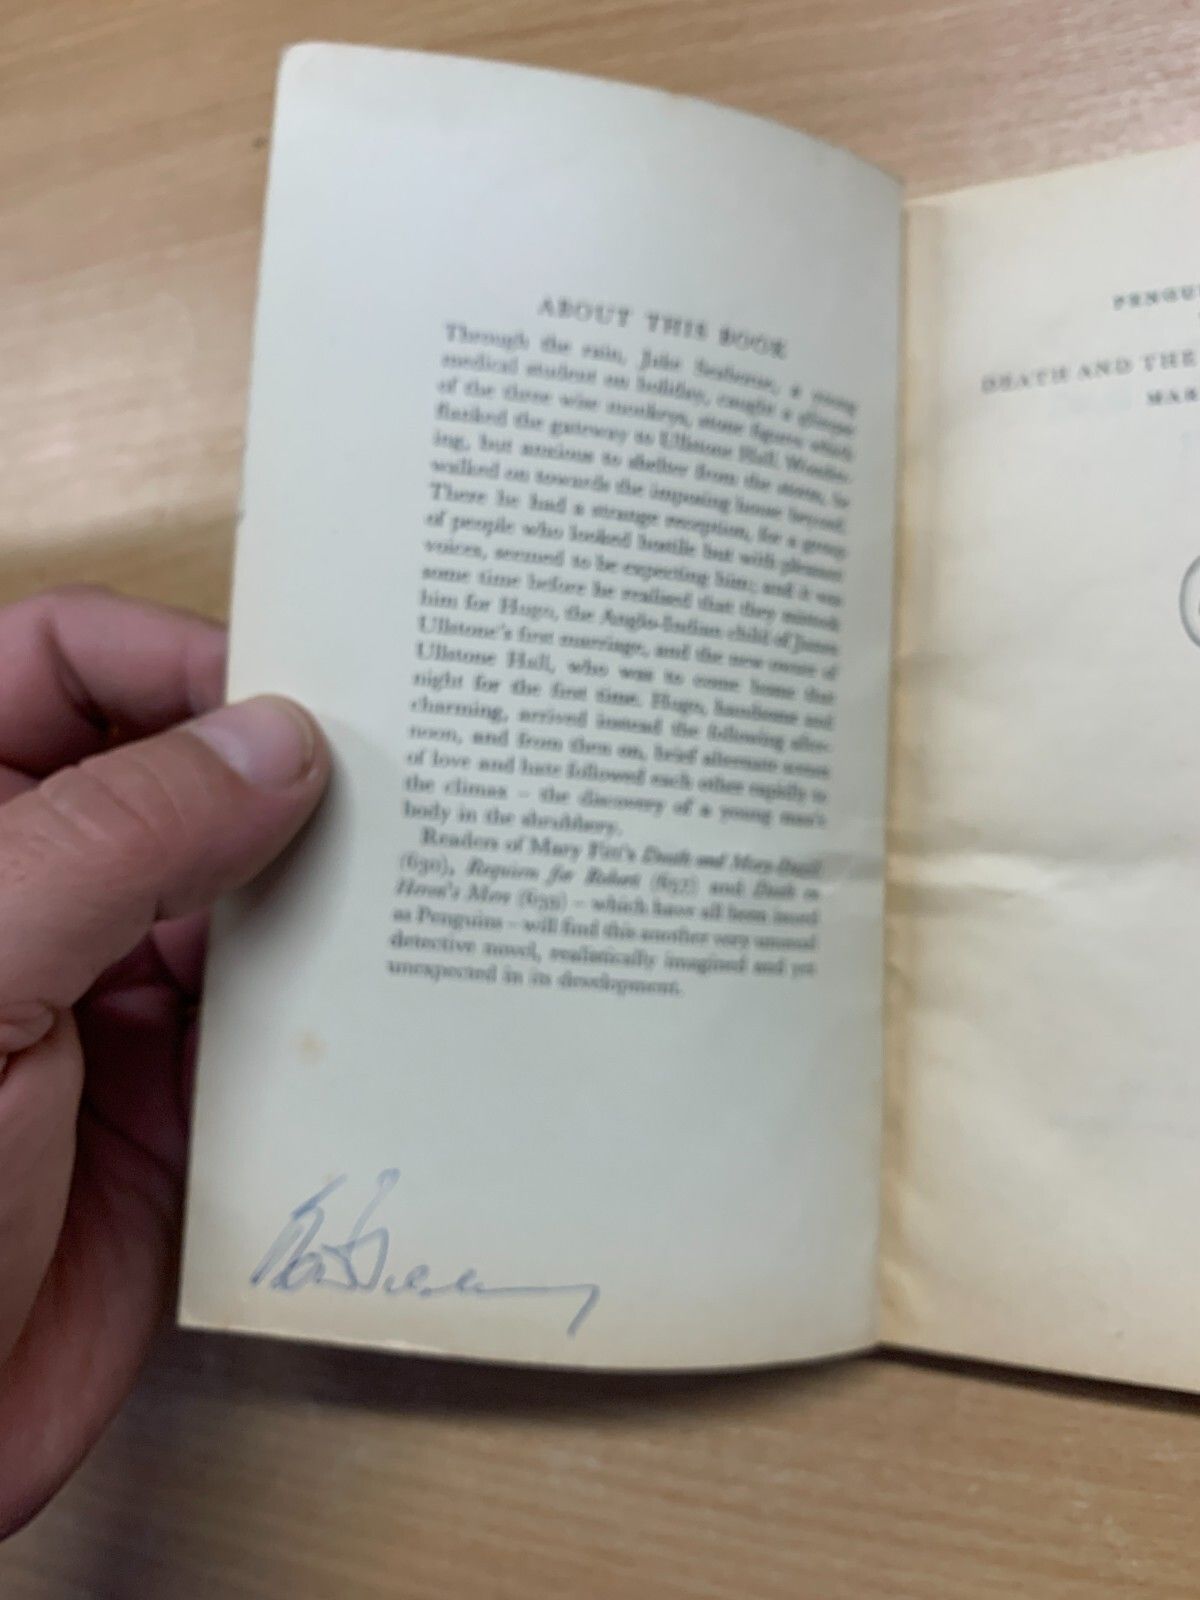 ABOUT THIS BOOK
Through the rain, Jake Seaborne, a young
medical student on holiday, caught a glimpse
of the three wise monkeys, stone figures which
flanked the gateway to Ullstone Hall. Wonder-
ing, but anxious to shelter from the storm, he
walked on towards the imposing house beyond.
There he had a strange reception, for a group
of people who looked hostile but with pleasant
voices, seemed to be expecting him; and it was
some time before he realised that they mistook
him for Hugo, the Anglo-Indian child of James
Ullstone's first marriage, and the new owner of
Ullstone Hall, who was to come home that
night for the first time. Hugo, handsome and
charming, arrived instead the following after-
noon, and from then on, brief alternate scenes
of love and hate followed each other rapidly to
the climax – the discovery of a young man's
body in the shrubbery.
Readers of Mary Fitt's Death and Mary Dazill
(630), Requiem for Robert (657) and Death on
Heron's Mere (659) – which have all been issued
as Penguins – will find this another very unusual
detective novel, realistically imagined and yet
unexpected in its development.
PENGU
DEATH AND THE
MAR